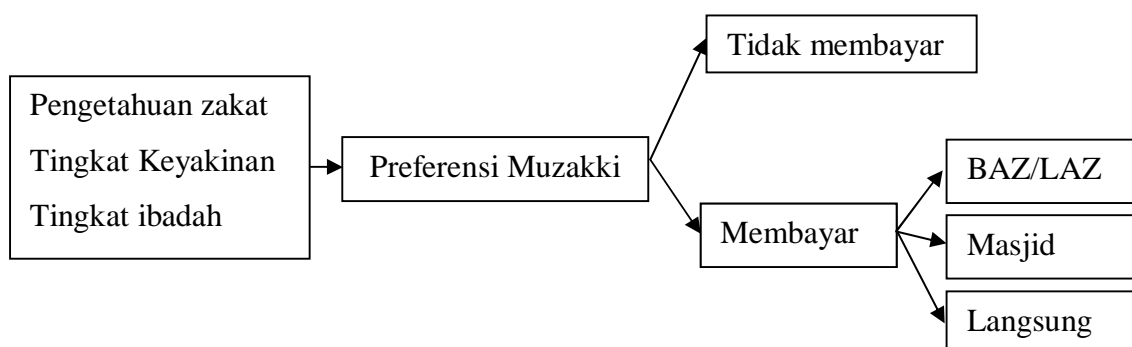 Pengetahuan zakat
Tingkat Keyakinan
Tingkat ibadah
Preferensi Muzakki
Tidak membayar
Membayar
BAZ/LAZ
Masjid
Langsung